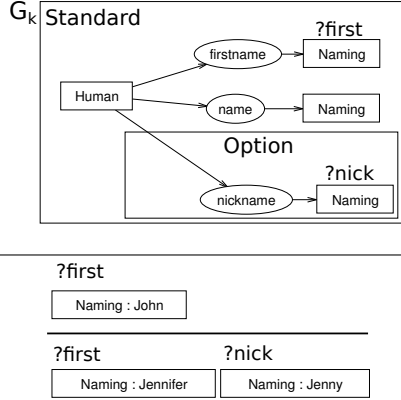 Gk Standard
?first
firstname
Naming
Human
name
Naming
Option
?nick
nickname
Naming
?first
Naming : John
?first ?nick
Naming : Jennifer Naming : Jenny